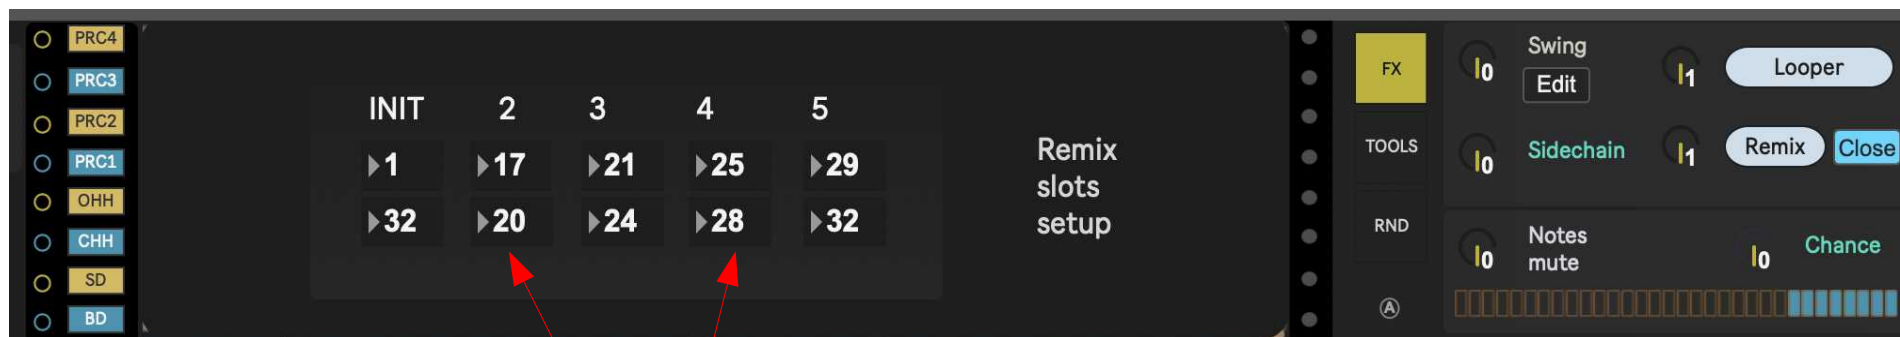 PRC4
PRC3
PRC2
PRC1
OHH
CHH
SD
BD
INIT 2 3 4 5
1 17 21 25 29
32 20 24 28 32
Remix
slots
setup
FX
TOOLS
RND
A
0 Swing
Edit
1 Looper
0 Sidechain
1 Remix Close
0 Notes
mute
0 Chance